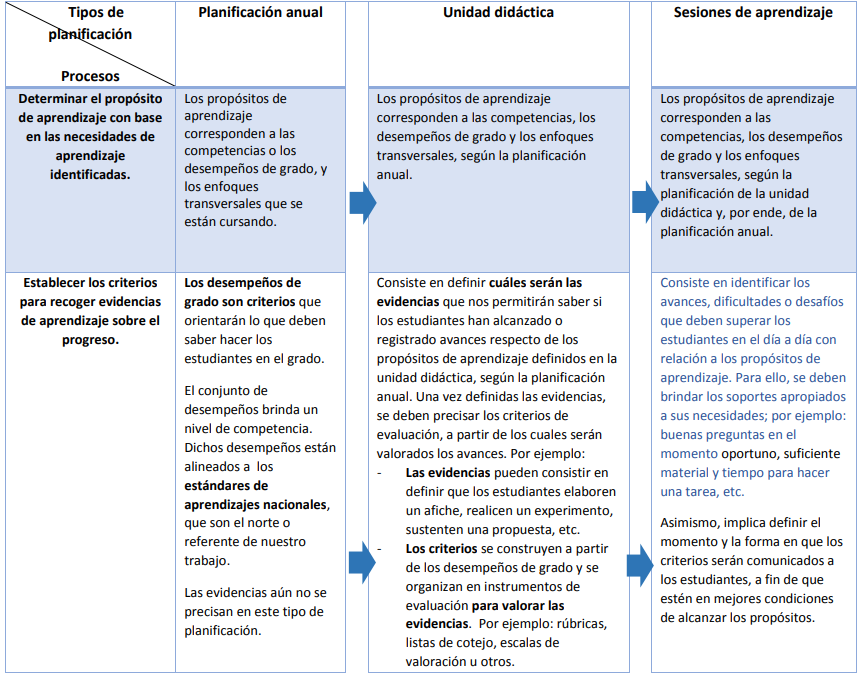 Tipos de
planificación
Procesos
Planificación anual
Unidad didáctica
Sesiones de aprendizaje
Determinar el propósito
de aprendizaje con base
en las necesidades de
aprendizaje
identificadas.
Los propósitos de
aprendizaje
corresponden a las
competencias o los
desempeños de grado, y
los enfoques
transversales que se
están cursando.
Los propósitos de aprendizaje
corresponden a las competencias, los
desempeños de grado y los enfoques
transversales, según la planificación
anual.
Los propósitos de aprendizaje
corresponden a las
competencias, los desempeños
de grado y los enfoques
transversales, según la
planificación de la unidad
didáctica y, por ende, de la
planificación anual.
Establecer los criterios
para recoger evidencias
de aprendizaje sobre el
progreso.
Los desempeños de
grado son criterios que
orientarán lo que deben
saber hacer los
estudiantes en el grado.
El conjunto de
desempeños brinda un
nivel de competencia.
Dichos desempeños están
alineados a los
estándares de
aprendizajes nacionales,
que son el norte o
referente de nuestro
trabajo.
Las evidencias aún no se
precisan en este tipo de
planificación.
Consiste en definir cuáles serán las
evidencias que nos permitirán saber si
los estudiantes han alcanzado o
registrado avances respecto de los
propósitos de aprendizaje definidos en la
unidad didáctica, según la planificación
anual. Una vez definidas las evidencias,
se deben precisar los criterios de
evaluación, a partir de los cuales serán
valorados los avances. Por ejemplo:
- Las evidencias pueden consistir en
definir que los estudiantes elaboren
un afiche, realicen un experimento,
sustenten una propuesta, etc.
- Los criterios se construyen a partir
de los desempeños de grado y se
organizan en instrumentos de
evaluación para valorar las
evidencias. Por ejemplo: rúbricas,
listas de cotejo, escalas de
valoración u otros.
Consiste en identificar los
avances, dificultades o desafíos
que deben superar los
estudiantes en el día a día con
relación a los propósitos de
aprendizaje. Para ello, se deben
brindar los soportes apropiados
a sus necesidades; por ejemplo:
buenas preguntas en el
momento oportuno, suficiente
material y tiempo para hacer
una tarea, etc.
Asimismo, implica definir el
momento y la forma en que los
criterios serán comunicados a
los estudiantes, a fin de que
estén en mejores condiciones
de alcanzar los propósitos.